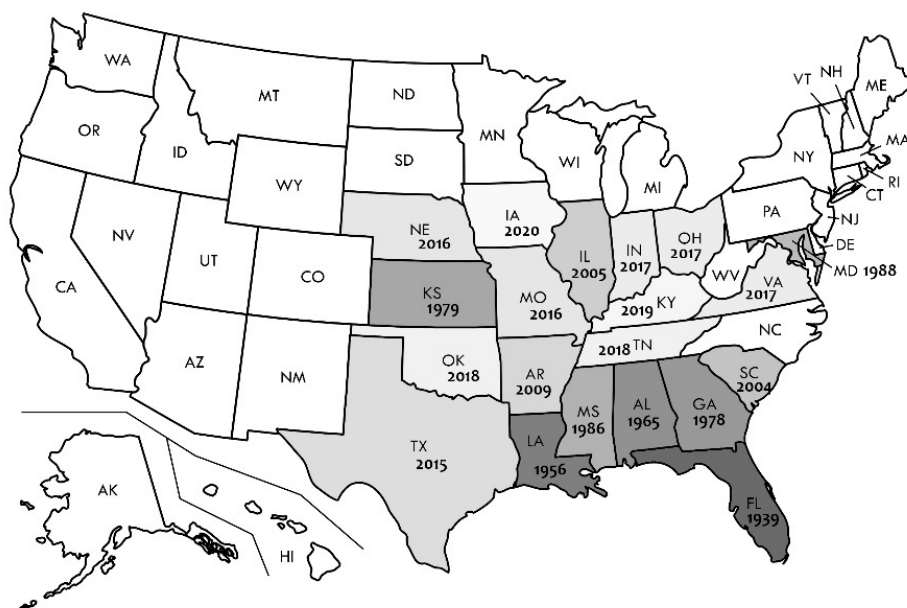 WA
OR
CA
NV
ID
MT
WY
UT
CO
AZ
NM
ND
SD
NE
2016
KS
1979
OK
2018
TX
2015
MN
IA
2020
MO
2016
AR
2009
LA
1956
WI
IL
2005
MI
IN
2017
OH
2017
KY
2019
2018 TN
MS
1986
AL
1965
GA
1978
FL
1939
SC
2004
NC
VA
2017
WV
PA
NY
VT
NH
ME
MA
RI
CT
NJ
DE
MD 1988
AK
HI